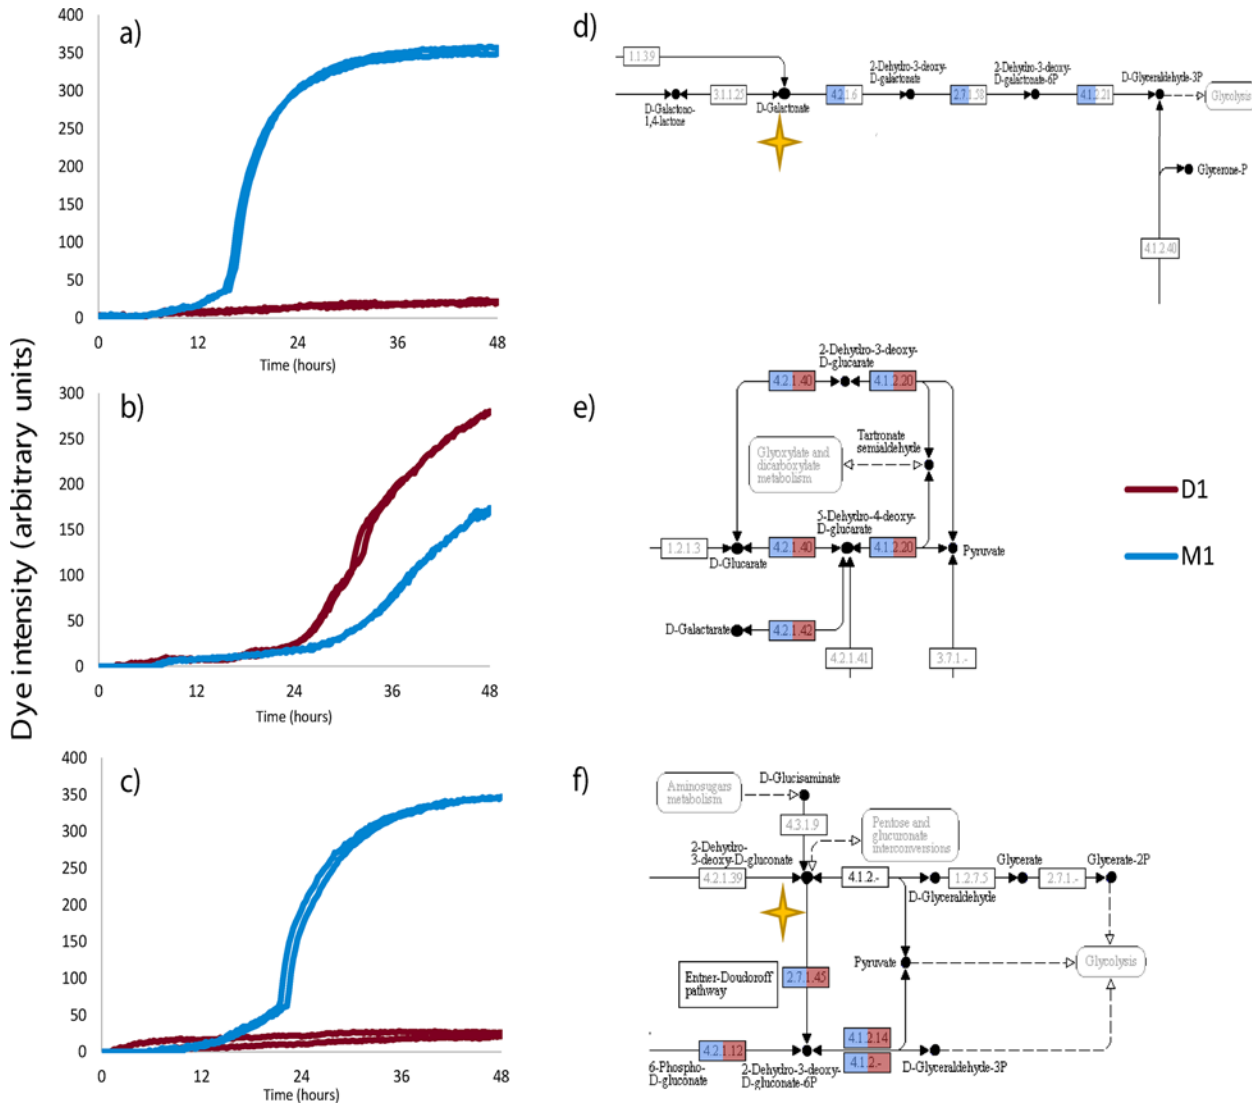 Dye intensity (arbitrary units)
a)
400
350
300
250
200
150
100
50
0
0
12
24
36
48
Time (hours)
b)
300
250
200
150
100
50
0
0
12
24
36
48
Time (hours)
c)
400
350
300
250
200
150
100
50
0
0
12
24
36
48
Time (hours)
d)
1.1.3.9
D-Galactono-
1,4-lactone
3.1.1.25
D-Galactonate
4.2.1.6
2-Dehydro-3-deoxy-
D-galactonate
2.7.1.58
2-Dehydro-3-deoxy-
D-galactonate-6P
4.1.2.21
D-Glyceraldehyde-3P
Glycolysis
Glycerone-P
4.1.2.40
e)
2-Dehydro-3-deoxy-
D-glucarate
4.2.1.40
4.1.2.20
Glyoxylate and
dicarboxylate
metabolism
Tartronate
semialdehyde
5-Dehydro-4-deoxy-
D-glucarate
1.2.1.3
D-Glucarate
4.2.1.40
4.1.2.20
Pyruvate
D-Galactarate
4.2.1.42
4.2.1.41
3.7.1.-
D1
M1
f)
Aminosugars
metabolism
D-Glucisaminate
4.3.1.9
Pentose and
glucuronate
interconversions
2-Dehydro-
3-deoxy-D-gluconate
4.2.1.39
4.1.2.-
D-Glyceraldehyde
1.2.7.5
Glycerate
2.7.1.-
Glycerate-2P
Entner-Doudoroff
pathway
2.7.1.45
Pyruvate
Glycolysis
6-Phospho-
D-gluconate
4.2.1.12
2-Dehydro-3-deoxy-
D-gluconate-6P
4.1.2.14
4.1.2.-
D-Glyceraldehyde-3P